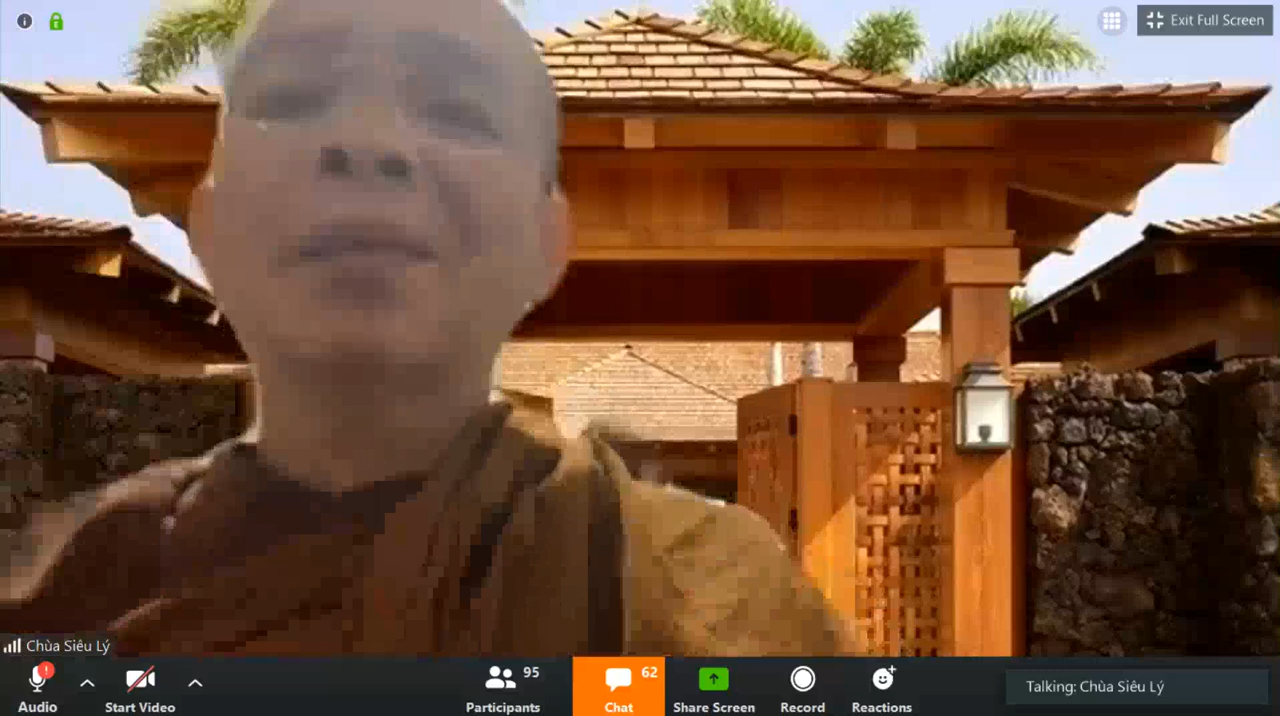 Exit Full Screen
Chùa Siêu Lý
Audio
Start Video
95
Participants
62
Chat
Share Screen
Record
Reactions
Talking: Chùa Siêu Lý